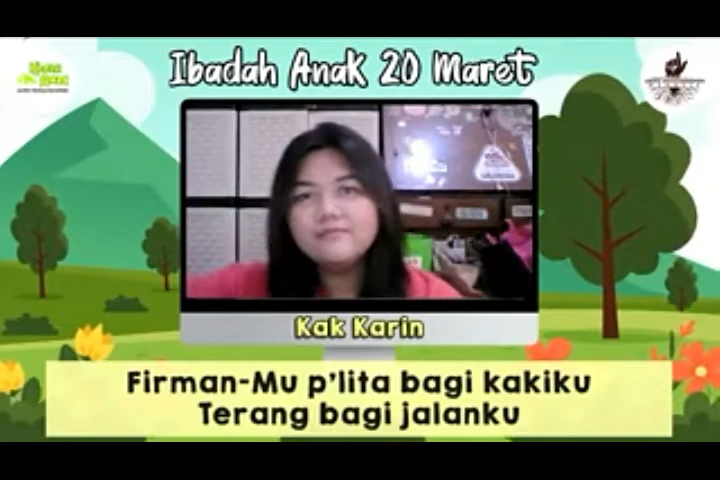 Ibadah Anak 20 Maret
Kak Karin
Firman-Mu p'lita bagi kakiku
Terang bagi jalanku